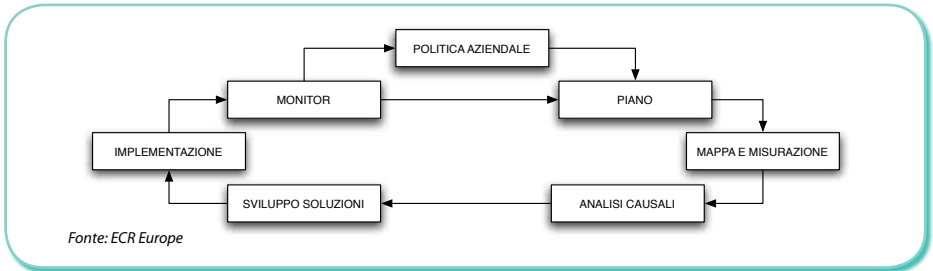 POLITICA AZIENDALE
MONITOR
PIANO
IMPLEMENTAZIONE
MAPPA E MISURAZIONE
SVILUPPO SOLUZIONI
ANALISI CAUSALI
Fonte: ECR Europe